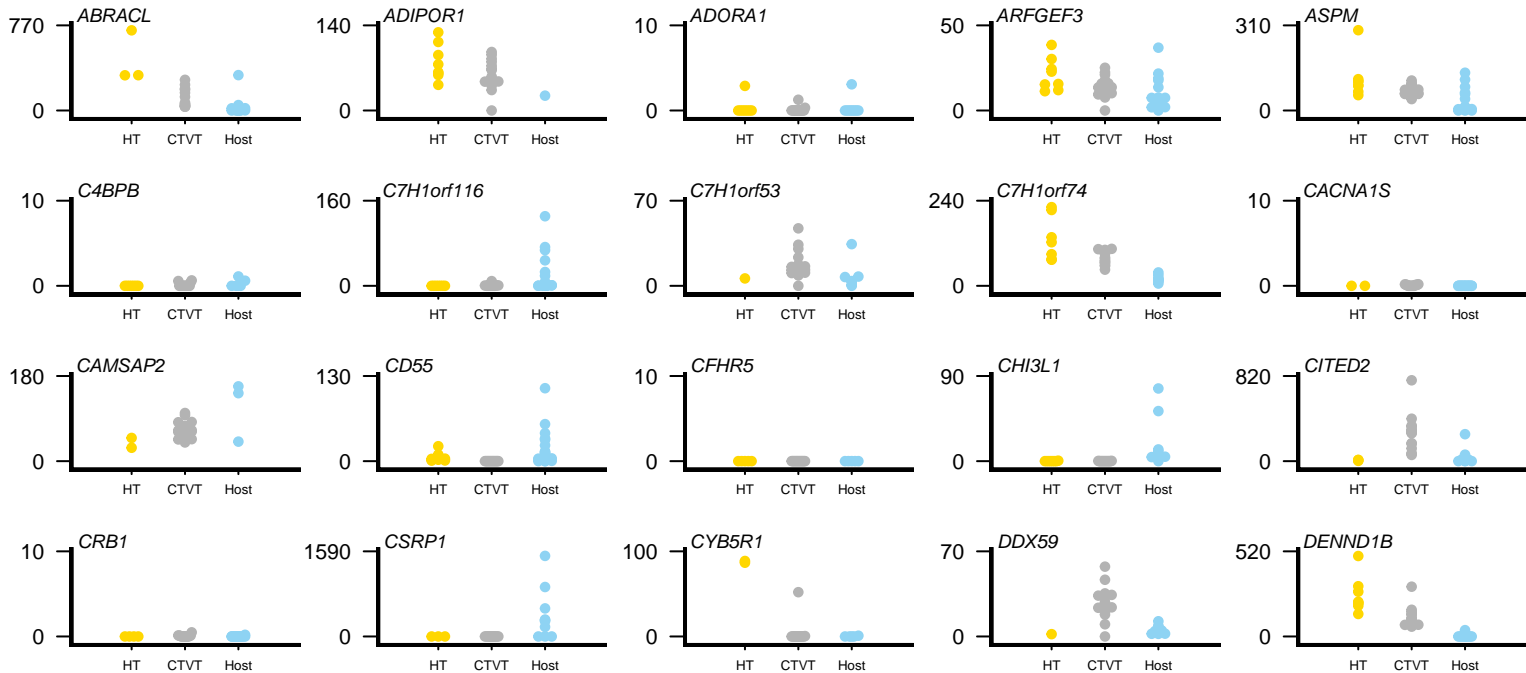 ABRACL ADIPOR1 ADORA1 ARFGEF3 ASPM
770 140 10 50 310
0 0 0 0 0
HT CTVT Host HT CTVT Host HT CTVT Host HT CTVT Host HT CTVT Host
C4BPB C7H1orf116 C7H1orf53 C7H1orf74 CACNA1S
10 160 70 240 10
0 0 0 0 0
HT CTVT Host HT CTVT Host HT CTVT Host HT CTVT Host HT CTVT Host
CAMSAP2 CD55 CFHR5 CHI3L1 CITED2
180 130 10 90 820
0 0 0 0 0
HT CTVT Host HT CTVT Host HT CTVT Host HT CTVT Host HT CTVT Host
CRB1 CSRP1 CYB5R1 DDX59 DENND1B
10 1590 100 70 520
0 0 0 0 0
HT CTVT Host HT CTVT Host HT CTVT Host HT CTVT Host HT CTVT Host